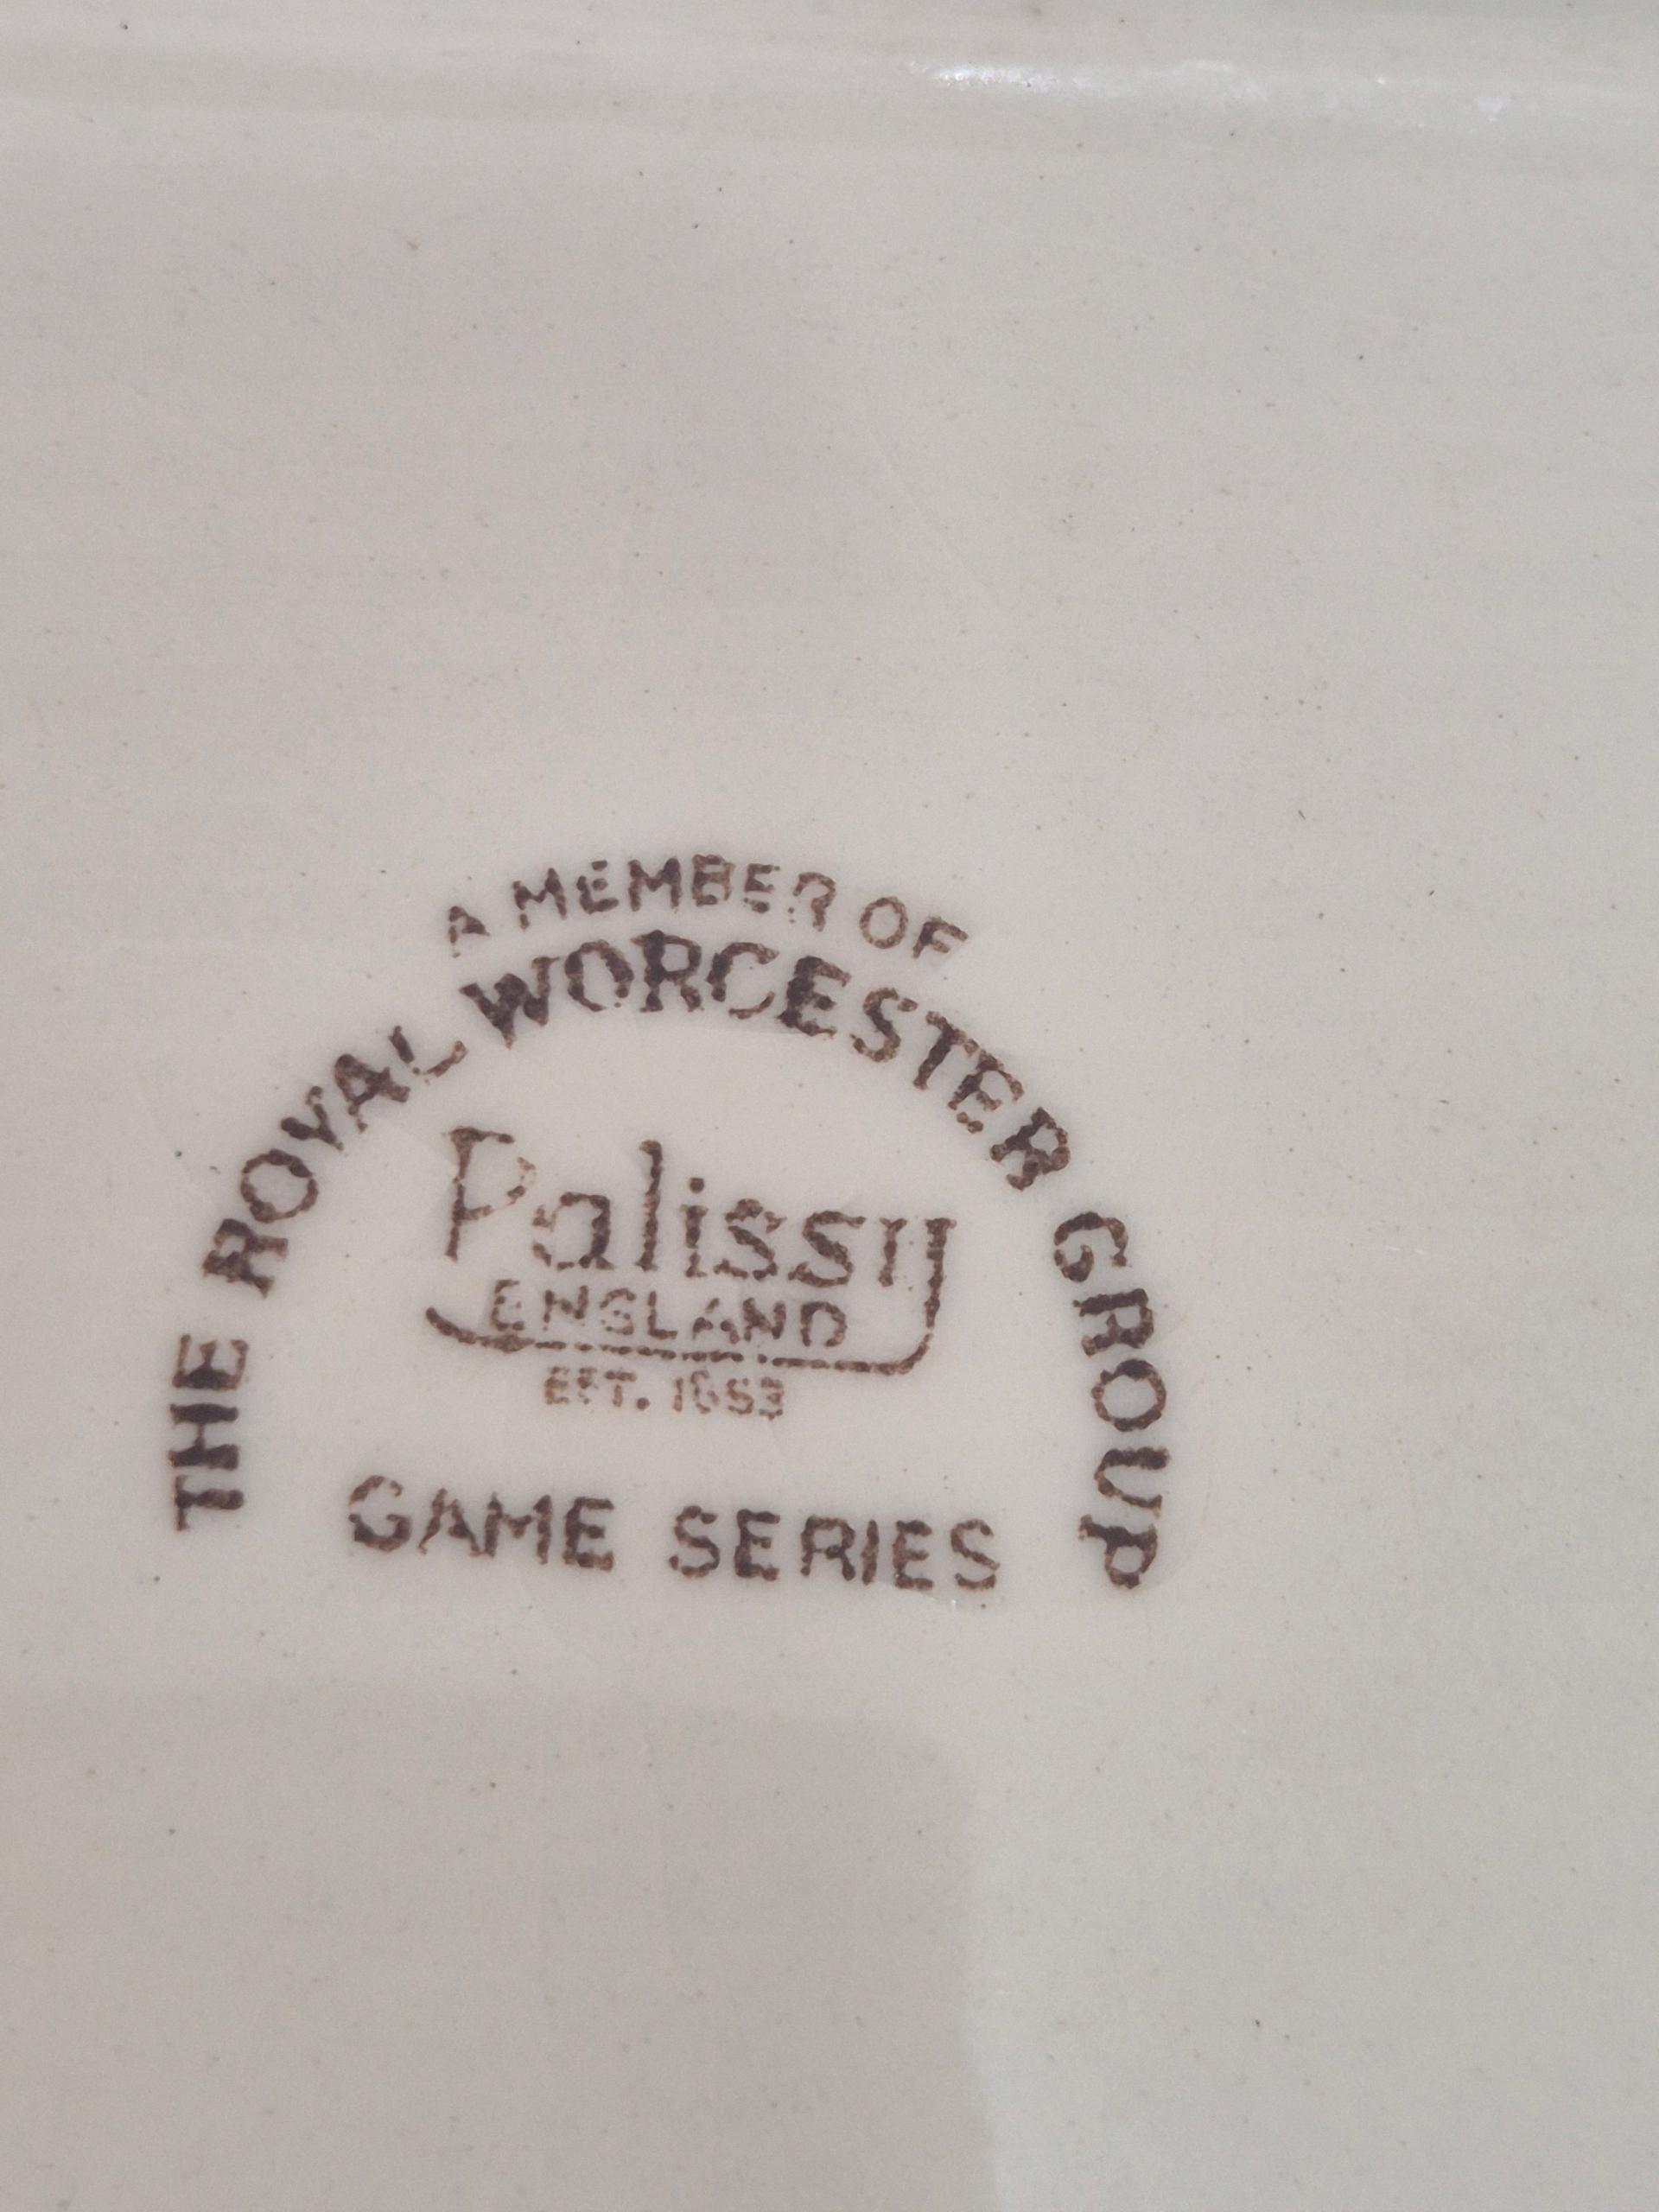 A MEMBER OF
THE ROYAL WORCESTER GROUP
Palissy
ENGLAND
EST. 1853
GAME SERIES